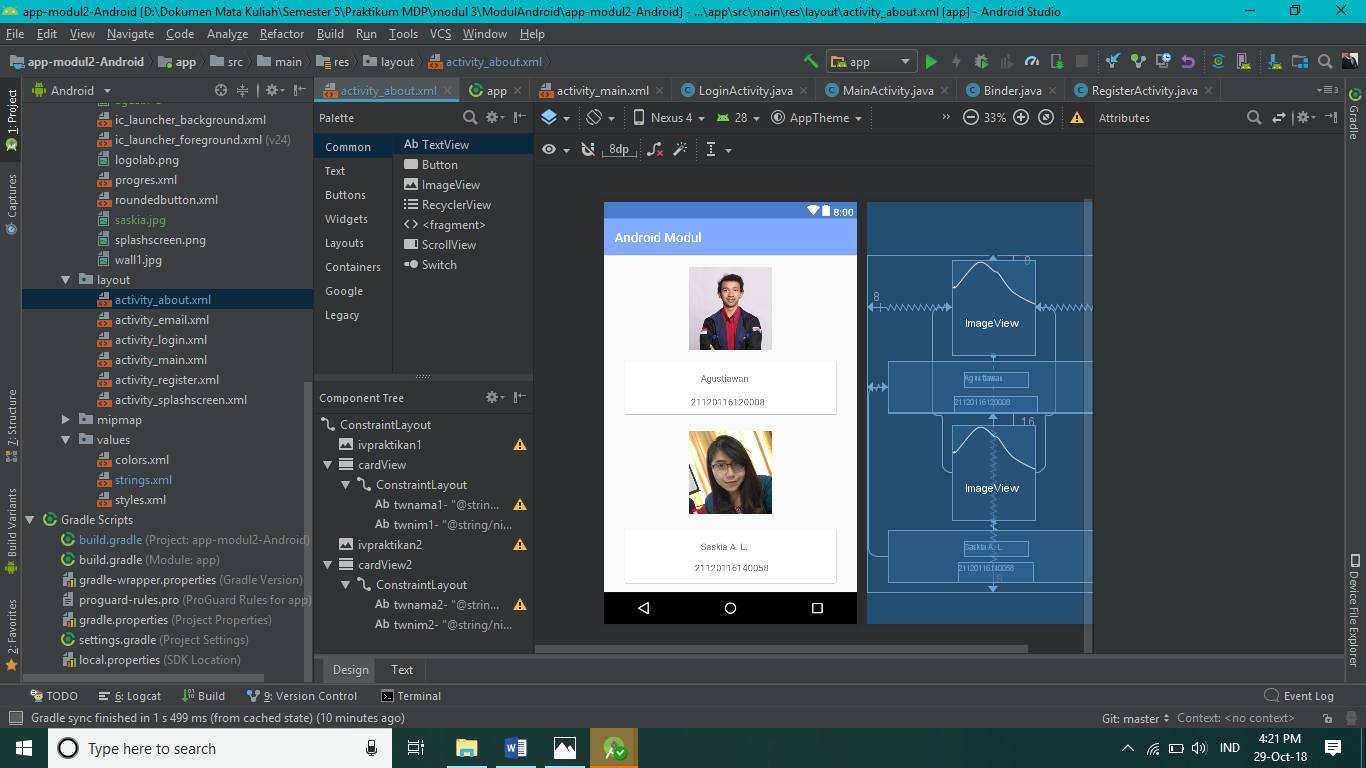 app-modul2-Android [D:\Dokumen Mata Kuliah\Semester 5\Praktikum MDP\modul 3\ModulAndroid\app-modul2-Android] - ...\app\src\main\res\layout\activity_about.xml [app] - Android Studio
File Edit View Navigate Code Analyze Refactor Build Run Tools VCS Window Help
app-modul2-Android app src main res layout activity_about.xml app
Android activity_about.xml app activity_main.xml LoginActivity.java MainActivity.java Binder.java RegisterActivity.java 3
1: Project
Captures
7: Structure
Build Variants
2: Favorites
ic_launcher_background.xml
ic_launcher_foreground.xml (v24)
logolab.png
progres.xml
roundedbutton.xml
saskia.jpg
splashscreen.png
wall1.jpg
layout
activity_about.xml
activity_email.xml
activity_login.xml
activity_main.xml
activity_register.xml
activity_splashscreen.xml
mipmap
values
colors.xml
strings.xml
styles.xml
Gradle Scripts
build.gradle (Project: app-modul2-Android)
build.gradle (Module: app)
gradle-wrapper.properties (Gradle Version)
proguard-rules.pro (ProGuard Rules for app)
gradle.properties (Project Properties)
settings.gradle (Project Settings)
local.properties (SDK Location)
Palette
Common
Text
Buttons
Widgets
Layouts
Containers
Google
Legacy
Ab TextView
Button
ImageView
RecyclerView
<fragment>
ScrollView
Switch
Component Tree
ConstraintLayout
ivpraktikan1
cardView
ConstraintLayout
Ab twnama1- "@strin...
Ab twnim1- "@string/ni...
ivpraktikan2
cardView2
ConstraintLayout
Ab twnama2- "@strin...
Ab twnim2- "@string/ni...
Nexus 4 28 AppTheme 33%
8dp
8:00
Android Modul
Agustiawan
21120116120008
Saskia A. L.
21120116140058
8
8
ImageView
Agustiawan
21120116120008
16
ImageView
Saskia A. L.
21120116140058
8
Attributes
Gradle
Device File Explorer
Design Text
TODO 6: Logcat Build 9: Version Control Terminal Event Log
Gradle sync finished in 1 s 499 ms (from cached state) (10 minutes ago) Git: master Context: <no context>
Type here to search
IND
4:21 PM
29-Oct-18